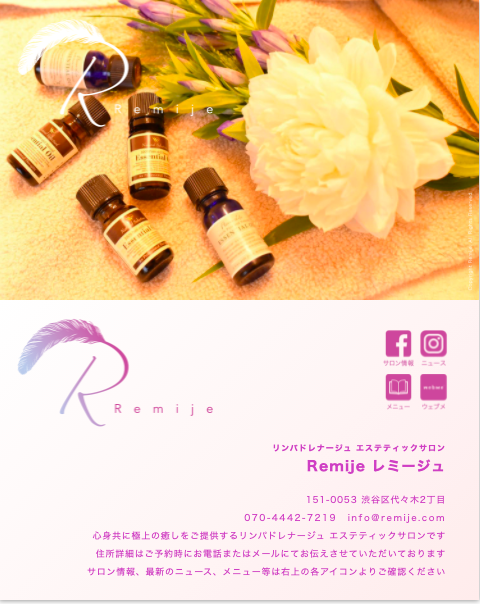 Remije
Essential Oil
Essential
Essential
Remije
サロン情報 ニュース
メニュー ウェブメ
リンパドレナージュ エステティックサロン
Remije レミージュ
151-0053 渋谷区代々木2丁目
070-4442-7219 info@remije.com
心身共に極上の癒しをご提供するリンパドレナージュ エステティックサロンです
住所詳細はご予約時にお電話またはメールにてお伝えさせていただいております
サロン情報、最新のニュース、メニュー等は右上の各アイコンよりご確認ください